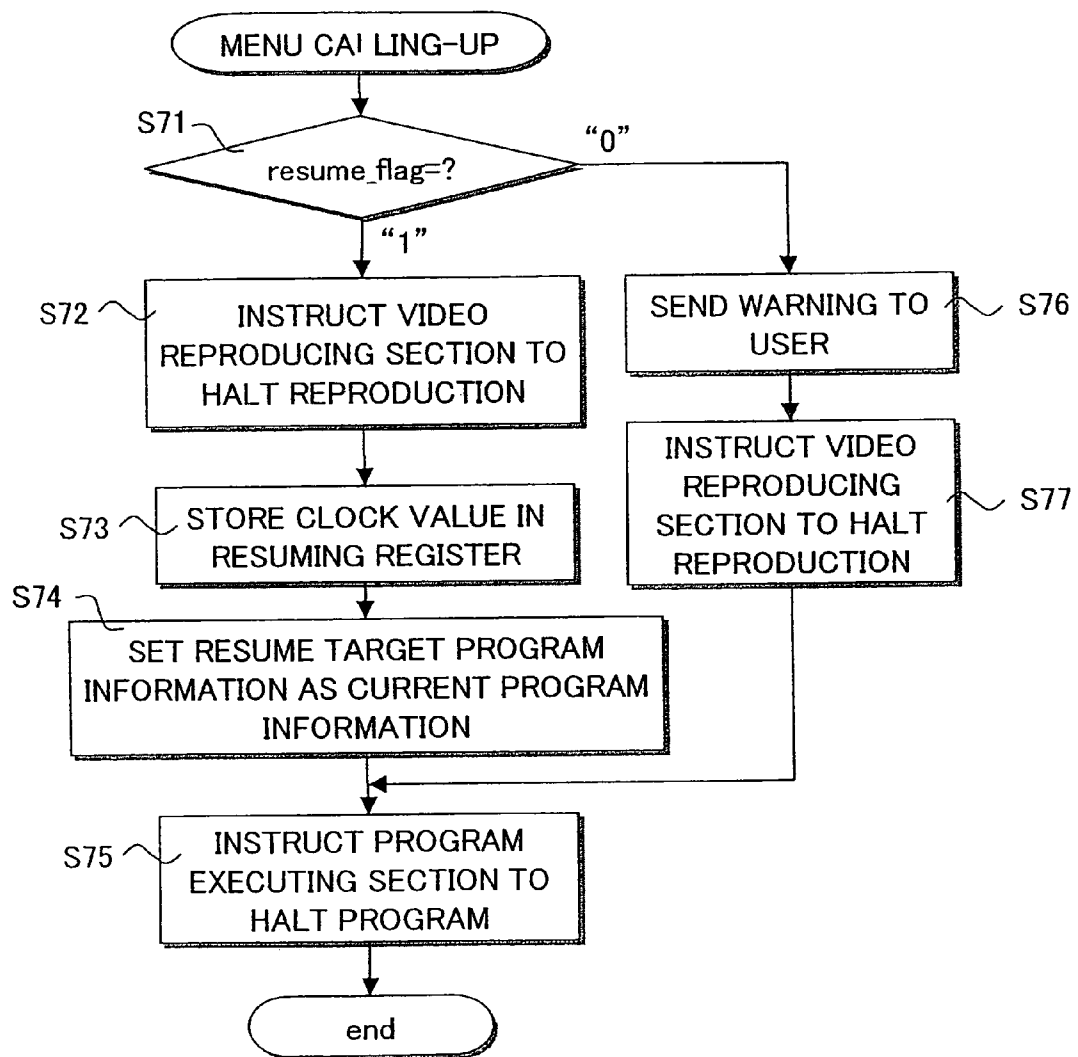 MENU CALLING-UP
S71
resume_flag=?
“0”
“1”
S72
INSTRUCT VIDEO
REPRODUCING SECTION TO
HALT REPRODUCTION
SEND WARNING TO
USER
S76
INSTRUCT VIDEO
REPRODUCING
SECTION TO HALT
REPRODUCTION
S77
S73
STORE CLOCK VALUE IN
RESUMING REGISTER
S74
SET RESUME TARGET PROGRAM
INFORMATION AS CURRENT PROGRAM
INFORMATION
S75
INSTRUCT PROGRAM
EXECUTING SECTION TO
HALT PROGRAM
end